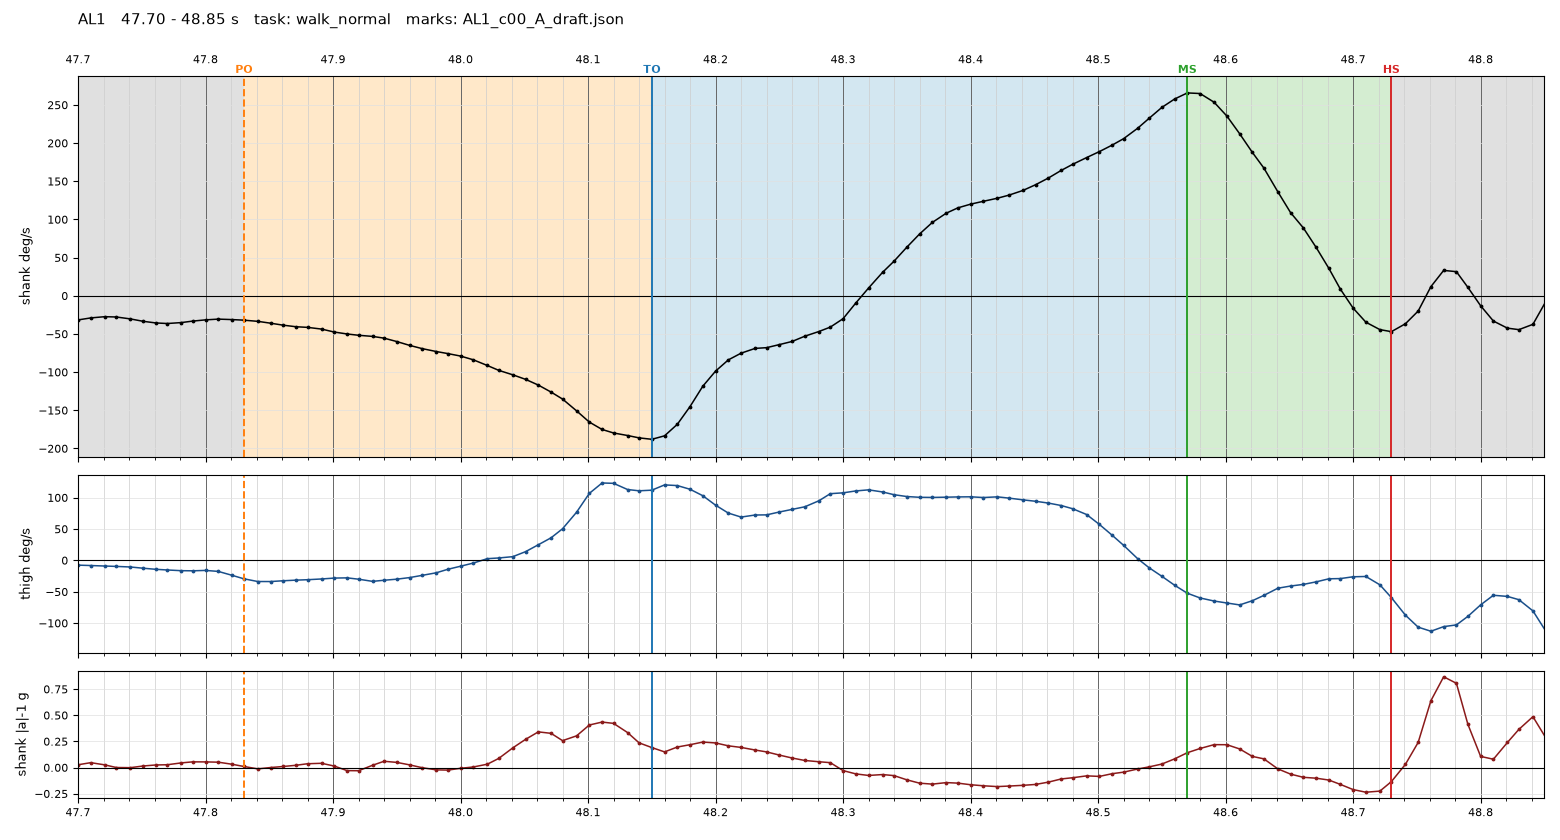 AL1   47.70 - 48.85 s   task: walk_normal   marks: AL1_c00_A_draft.json
47.7 47.8 47.9 48.0 48.1 48.2 48.3 48.4 48.5 48.6 48.7 48.8
PO TO MS HS
250
200
150
100
50
0
−50
−100
−150
−200
shank deg/s
100
50
0
−50
−100
thigh deg/s
0.75
0.50
0.25
0.00
−0.25
shank |a|-1 g
47.7 47.8 47.9 48.0 48.1 48.2 48.3 48.4 48.5 48.6 48.7 48.8